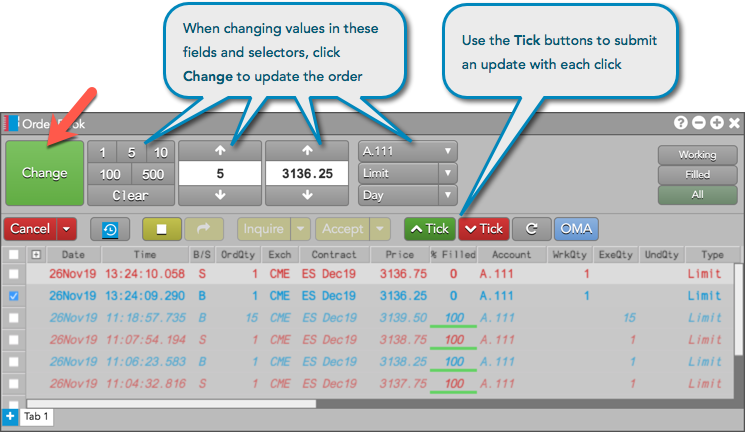 When changing values in these
fields and selectors, click
Change to update the order
Use the Tick buttons to submit
an update with each click
Order Book
Change
1 5 10
100 500
Clear
5
3136.25
A.111
Limit
Day
Working
Filled
All
Cancel
Inquire
Accept
Tick
Tick
C
OMA
Date Time B/S OrdQty Exch Contract Price % Filled Account WrkQty ExeQty UndQty Type
26Nov19 13:24:10.058 S 1 CME ES Dec19 3136.75 0 A.111 1 Limit
26Nov19 13:24:09.290 B 1 CME ES Dec19 3136.25 0 A.111 1 Limit
26Nov19 11:18:57.735 B 15 CME ES Dec19 3139.50 100 A.111 15 Limit
26Nov19 11:07:54.194 S 1 CME ES Dec19 3138.75 100 A.111 1 Limit
26Nov19 11:06:23.583 B 1 CME ES Dec19 3138.25 100 A.111 1 Limit
26Nov19 11:04:32.816 S 1 CME ES Dec19 3137.75 100 A.111 1 Limit
Tab 1